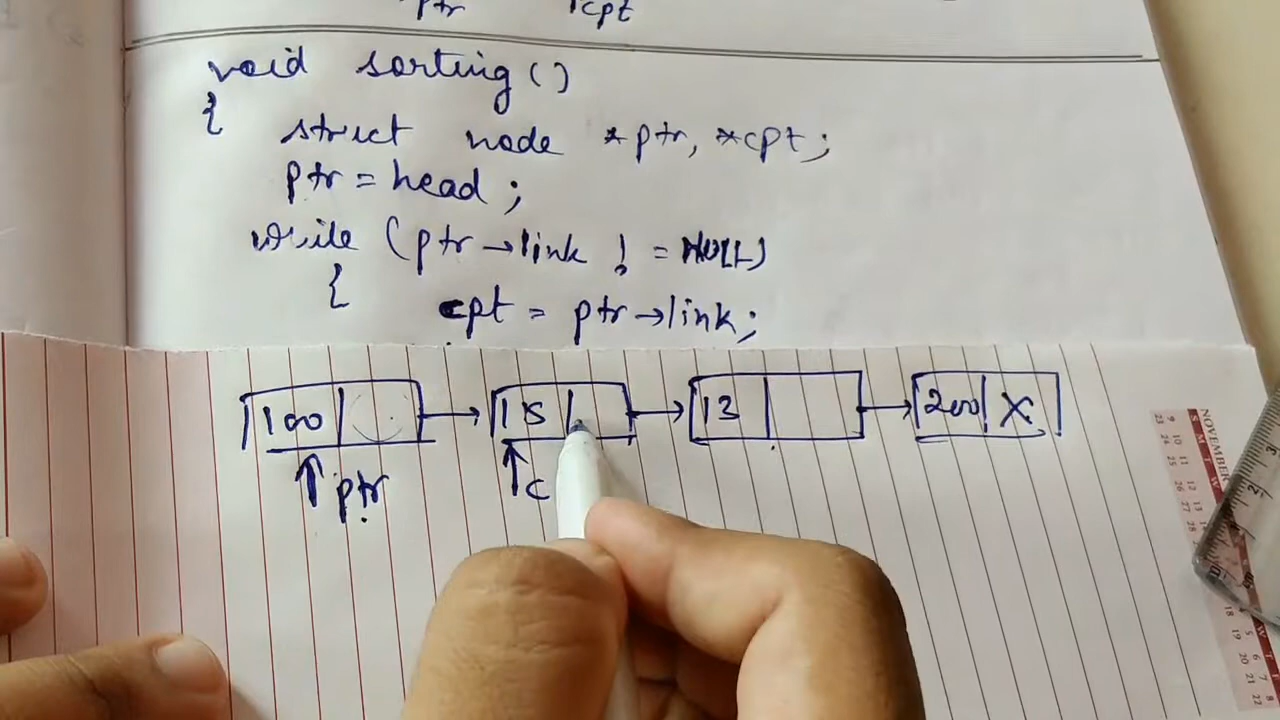 ptr cpt
void sorting()
{
struct node *ptr, *cpt;
ptr = head;
while (ptr→link != NULL)
{
cpt = ptr→link;
100 15 13 200 X
ptr c
NOVEMBER